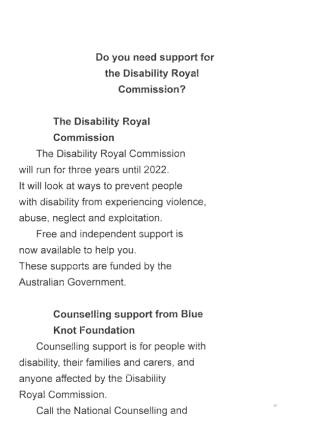 Do you need support for
the Disability Royal
Commission?
The Disability Royal
Commission
The Disability Royal Commission
will run for three years until 2022.
It will look at ways to prevent people
with disability from experiencing violence,
abuse, neglect and exploitation.
Free and independent support is
now available to help you.
These supports are funded by the
Australian Government.
Counselling support from Blue
Knot Foundation
Counselling support is for people with
disability, their families and carers, and
anyone affected by the Disability
Royal Commission.
Call the National Counselling and